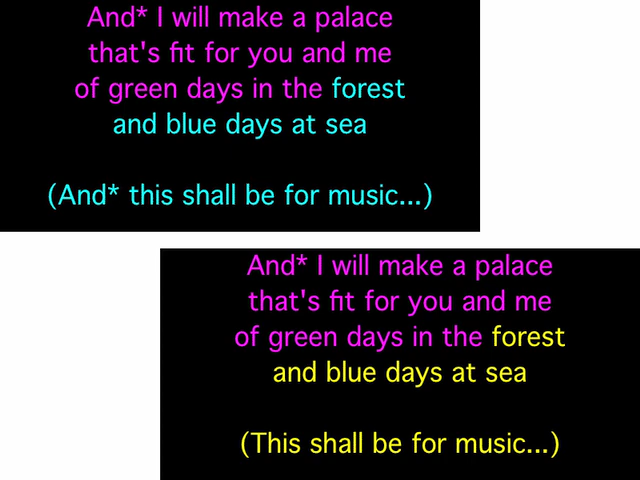 And* I will make a palace
that's fit for you and me
of green days in the forest
and blue days at sea
(And* this shall be for music...)
And* I will make a palace
that's fit for you and me
of green days in the forest
and blue days at sea
(This shall be for music...)